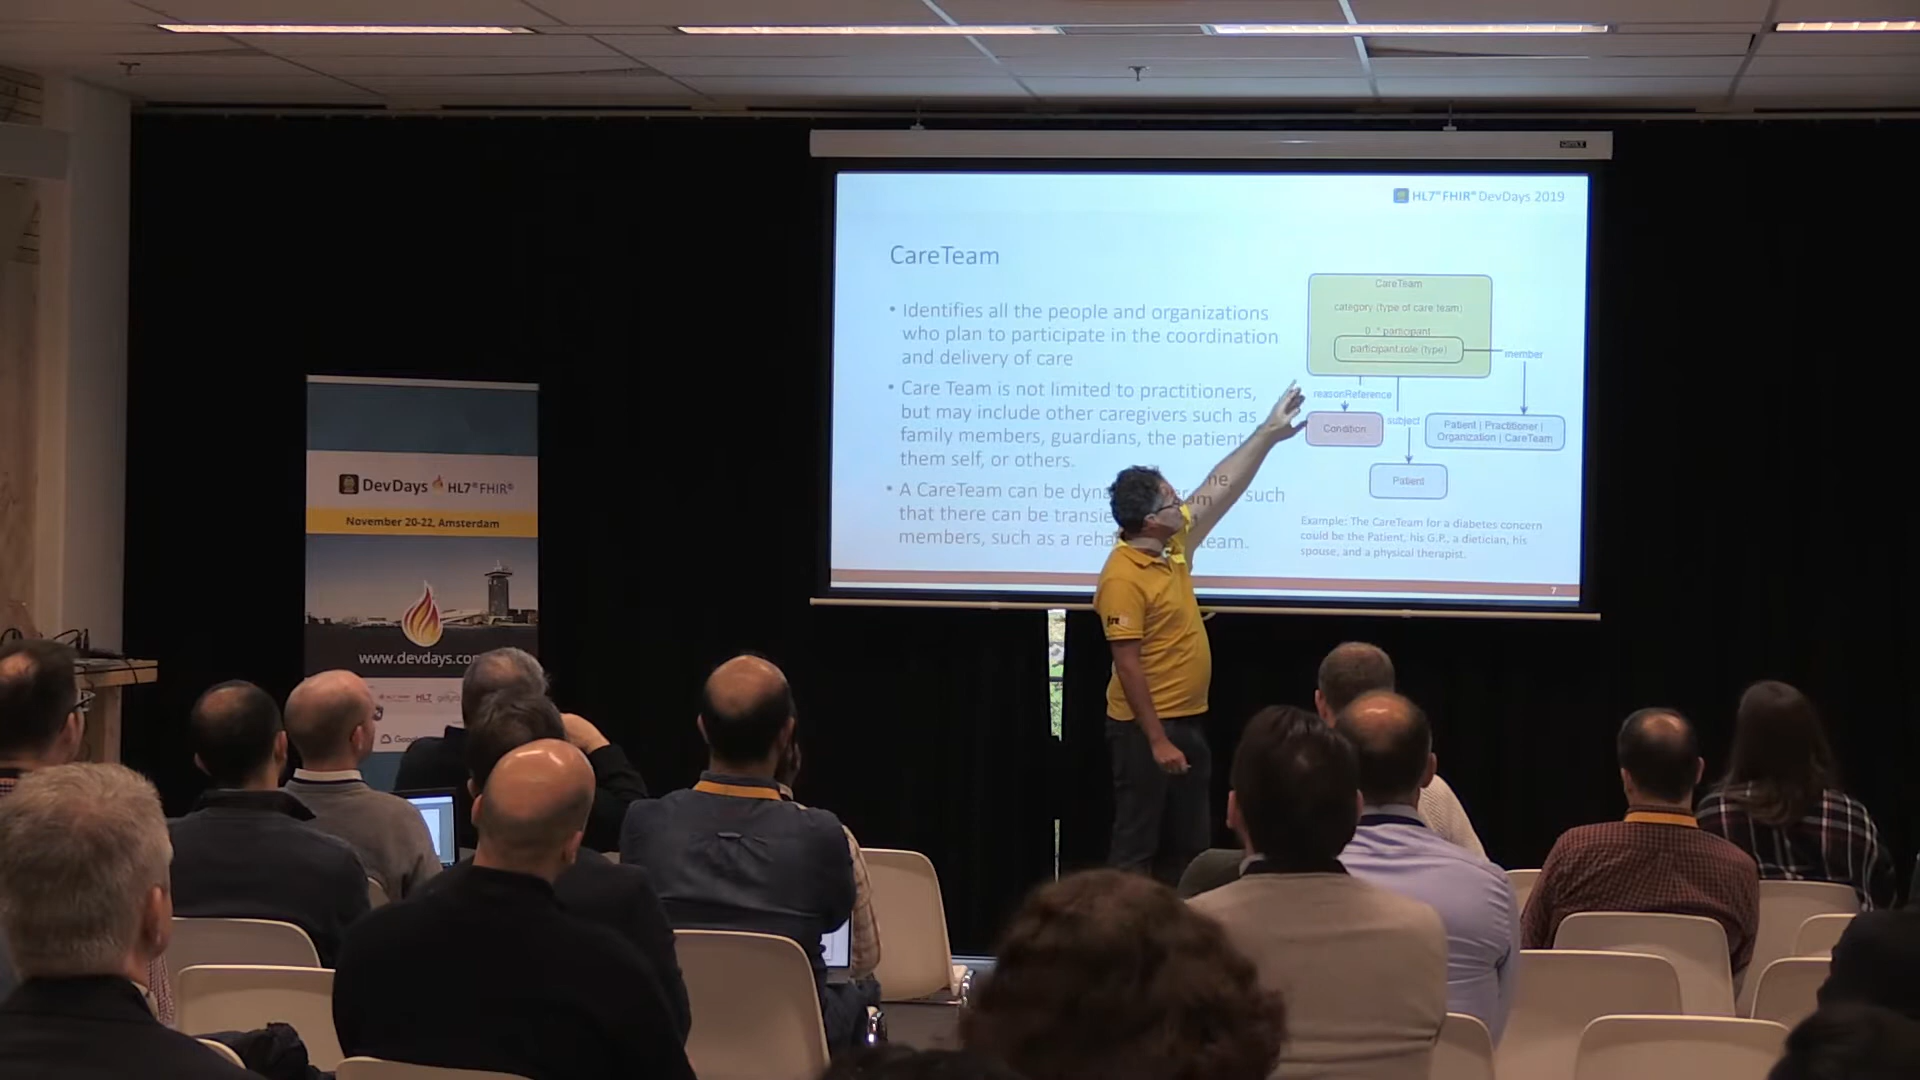 HL7® FHIR® DevDays 2019
CareTeam
• Identifies all the people and organizations
who plan to participate in the coordination
and delivery of care
• Care Team is not limited to practitioners,
but may include other caregivers such as
family members, guardians, the patient
them self, or others.
• A CareTeam can be such
that there can be
members, such as a team.
CareTeam
category (type of care team)
0..* participant
participant.role (type)
member
reasonReference
subject
Condition
Patient | Practitioner |
Organization | CareTeam
Patient
Example: The CareTeam for a diabetes concern
could be the Patient, his G.P., a dietician, his
spouse, and a physical therapist.
7
DevDays HL7® FHIR®
November 20-22, Amsterdam
www.devdays.co
HL7
Goog